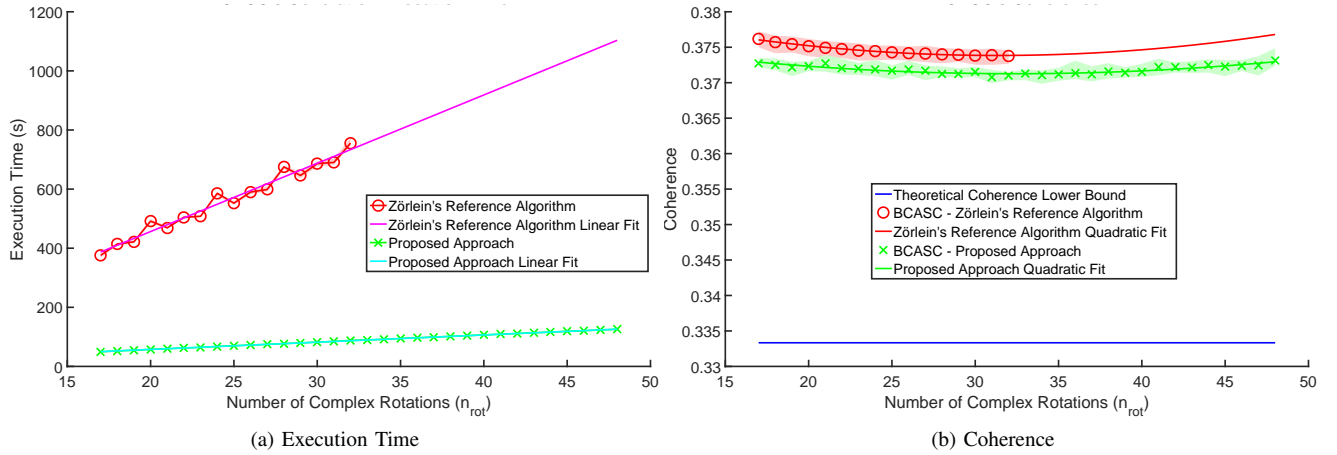 1200
1000
800
600
400
200
0
Execution Time (s)
15 20 25 30 35 40 45 50
Number of Complex Rotations (n_rot)
Zörlein's Reference Algorithm
Zörlein's Reference Algorithm Linear Fit
Proposed Approach
Proposed Approach Linear Fit
(a) Execution Time
0.38
0.375
0.37
0.365
0.36
0.355
0.35
0.345
0.34
0.335
0.33
Coherence
15 20 25 30 35 40 45 50
Number of Complex Rotations (n_rot)
Theoretical Coherence Lower Bound
BCASC - Zörlein's Reference Algorithm
Zörlein's Reference Algorithm Quadratic Fit
BCASC - Proposed Approach
Proposed Approach Quadratic Fit
(b) Coherence